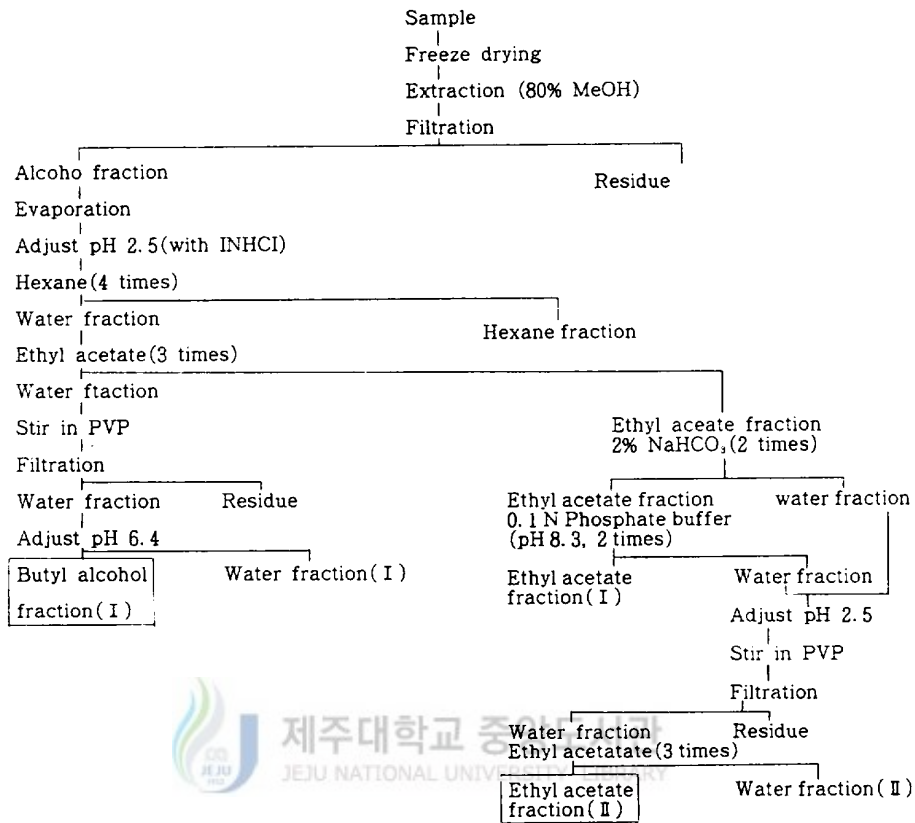 Sample
Freeze drying
Extraction (80% MeOH)
Filtration
Alcoho fraction
Residue
Evaporation
Adjust pH 2.5(with INHCI)
Hexane(4 times)
Water fraction
Hexane fraction
Ethyl acetate(3 times)
Water ftaction
Stir in PVP
Filtration
Water fraction
Residue
Adjust pH 6.4
Butyl alcohol
fraction(Ⅰ)
Water fraction(Ⅰ)
Ethyl aceate fraction
2% NaHCO₃(2 times)
Ethyl acetate fraction
0.1 N Phosphate buffer
(pH 8.3, 2 times)
water fraction
Ethyl acetate
fraction(Ⅰ)
Water fraction
Adjust pH 2.5
Stir in PVP
Filtration
Water fraction
Residue
Ethyl acetatate(3 times)
Ethyl acetate
fraction(Ⅱ)
Water fraction(Ⅱ)
제주대학교 중앙도서관
JEJU NATIONAL UNIVERSITY LIBRARY
JEJU
1952